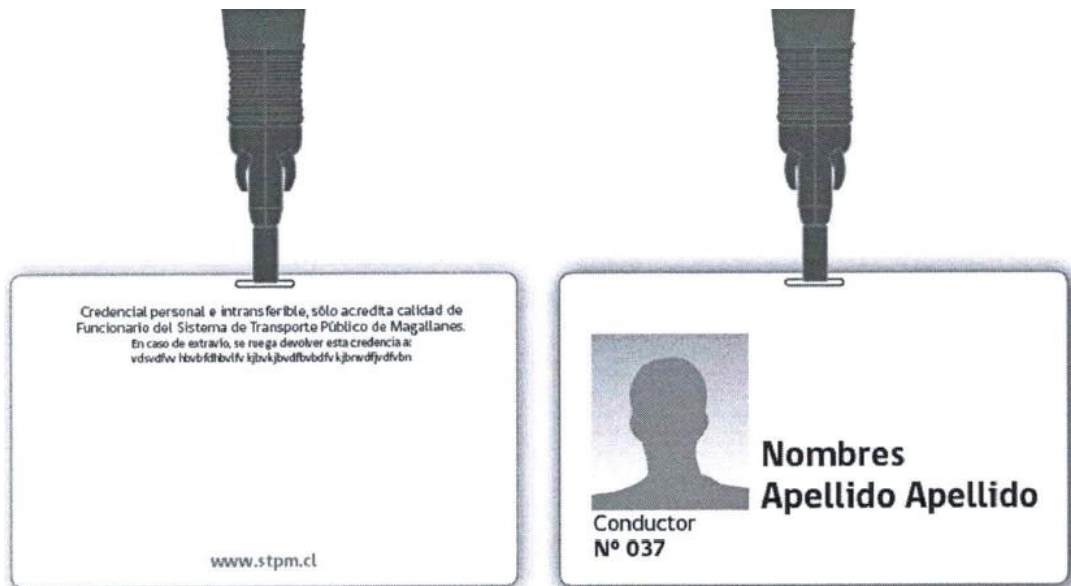 Credencial personal e intransferible, sólo acredita calidad de
Funcionario del Sistema de Transporte Público de Magallanes.
En caso de extravio, se ruega devolver esta credencia a:
www.stpm.cl
Nombres
Apellido Apellido
Conductor
Nº 037